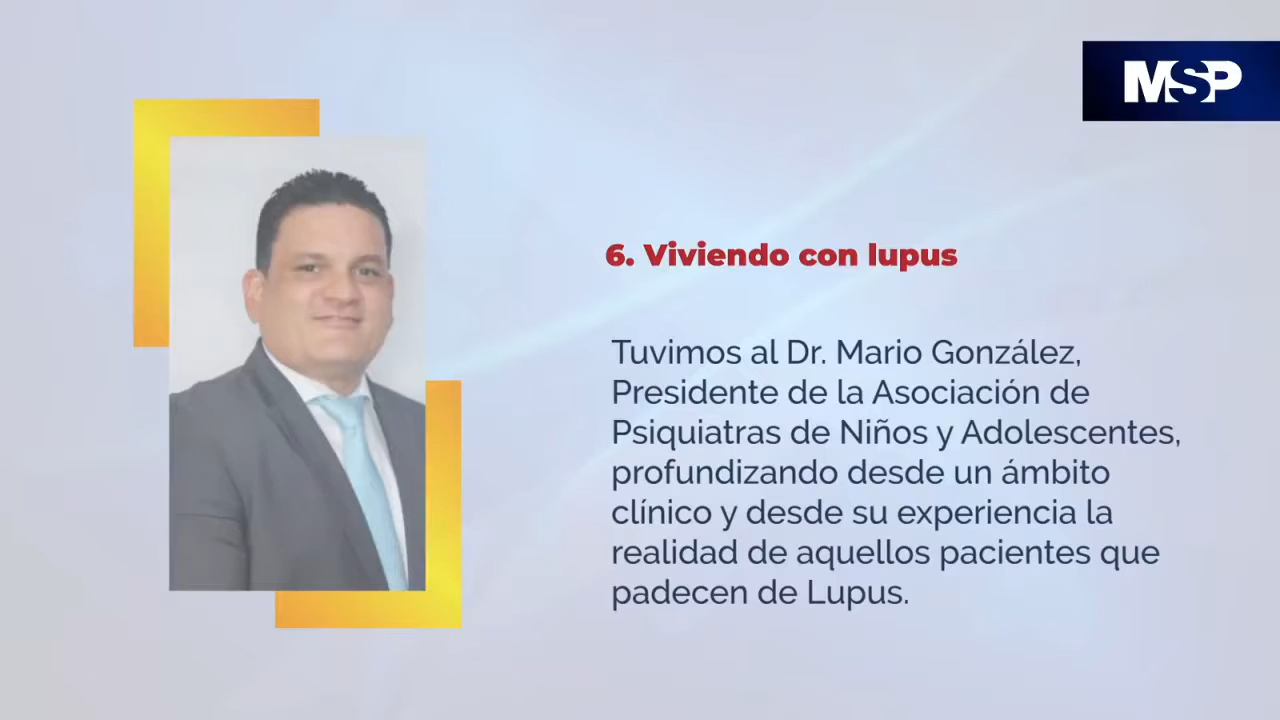 MSP
6. Viviendo con lupus
Tuvimos al Dr. Mario González,
Presidente de la Asociación de
Psiquiatras de Niños y Adolescentes,
profundizando desde un ámbito
clínico y desde su experiencia la
realidad de aquellos pacientes que
padecen de Lupus.